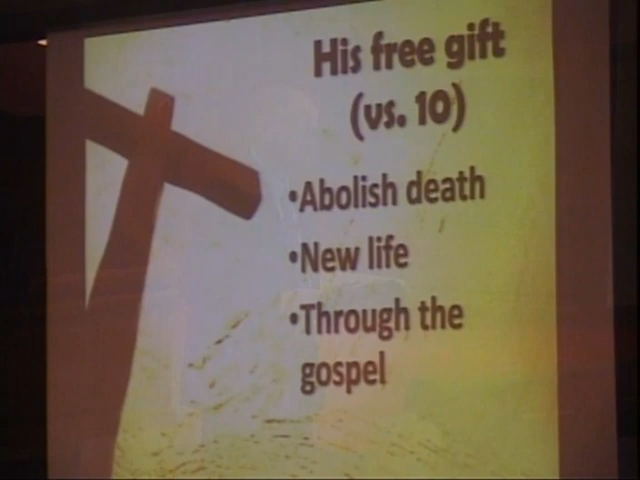 His free gift
(vs. 10)
•Abolish death
•New life
•Through the
gospel